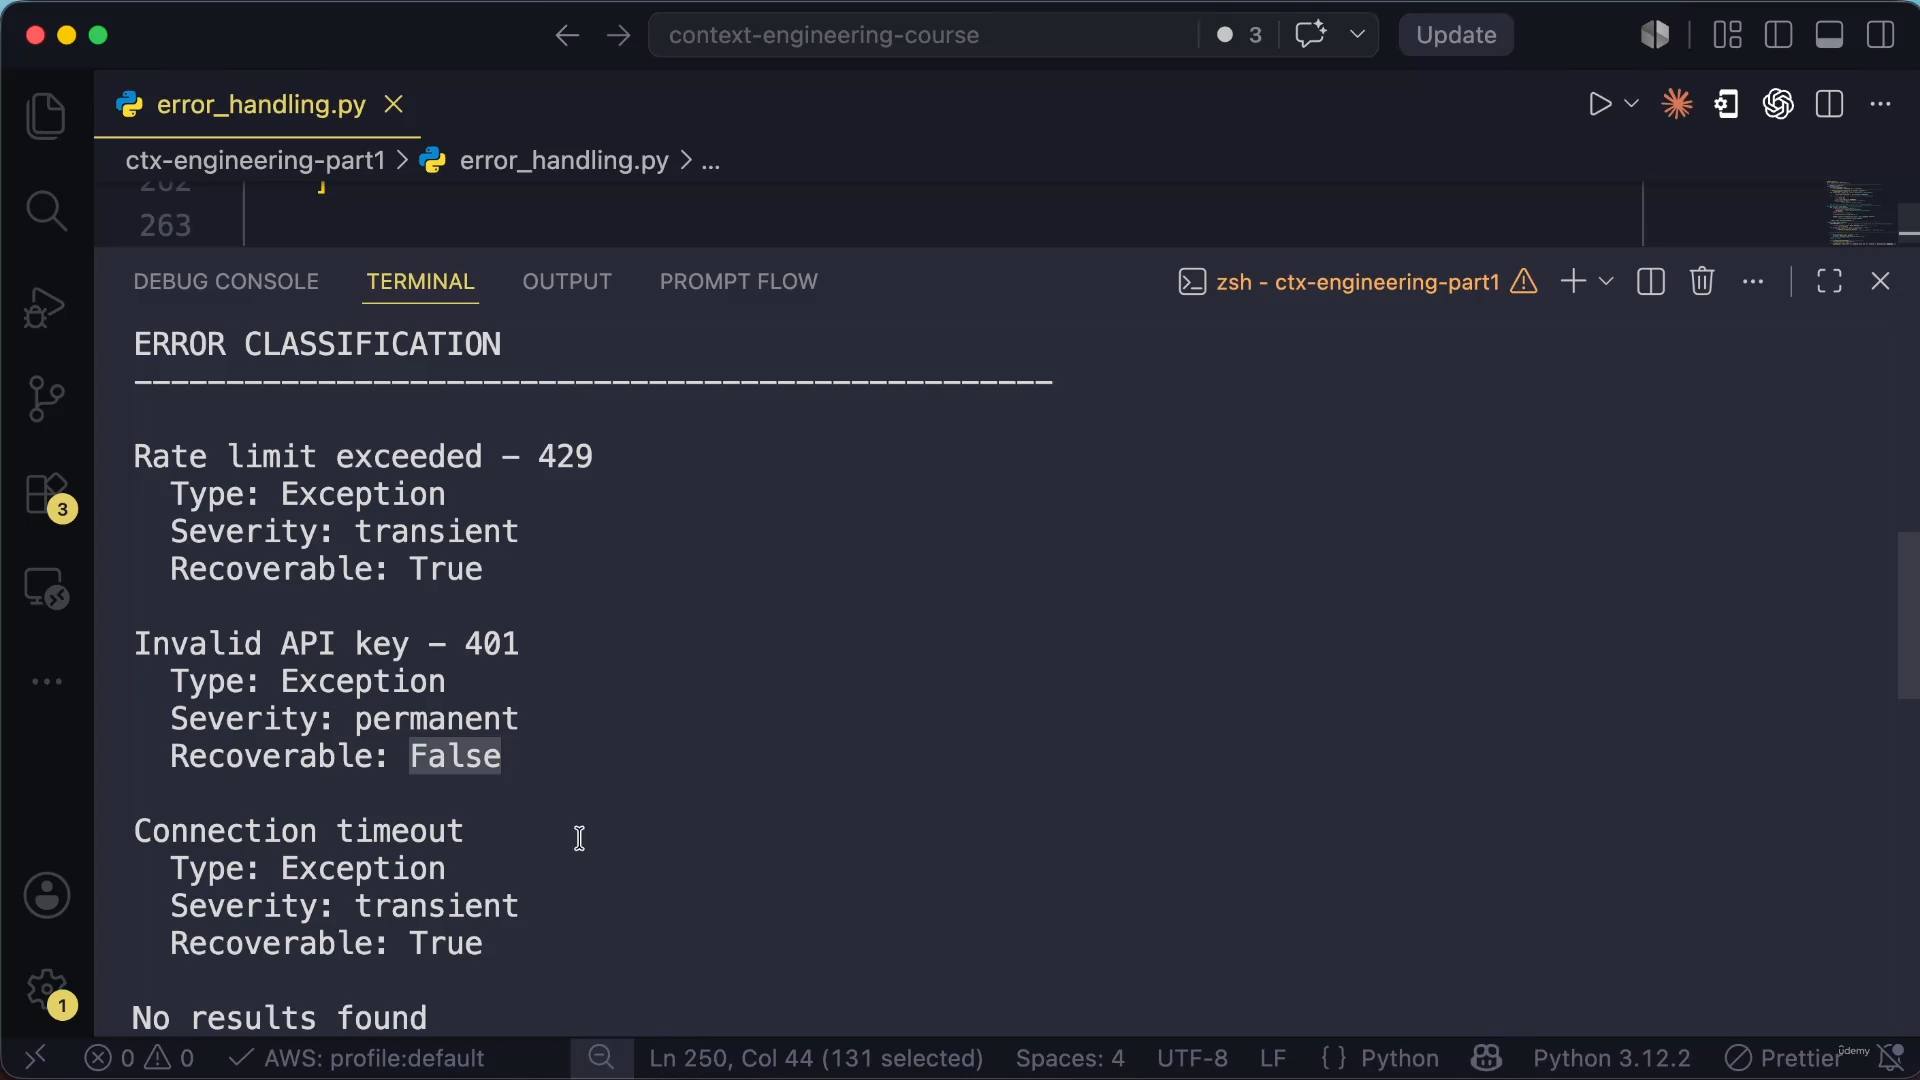 context-engineering-course
3
Update
error_handling.py
ctx-engineering-part1 > error_handling.py > ...
262 ]
263
DEBUG CONSOLE TERMINAL OUTPUT PROMPT FLOW
zsh - ctx-engineering-part1
ERROR CLASSIFICATION
--------------------------------------------------
Rate limit exceeded - 429
Type: Exception
Severity: transient
Recoverable: True
Invalid API key - 401
Type: Exception
Severity: permanent
Recoverable: False
Connection timeout
Type: Exception
Severity: transient
Recoverable: True
No results found
3
1
0 0 AWS: profile:default Ln 250, Col 44 (131 selected) Spaces: 4 UTF-8 LF { } Python Python 3.12.2 Prettier
ûdemy